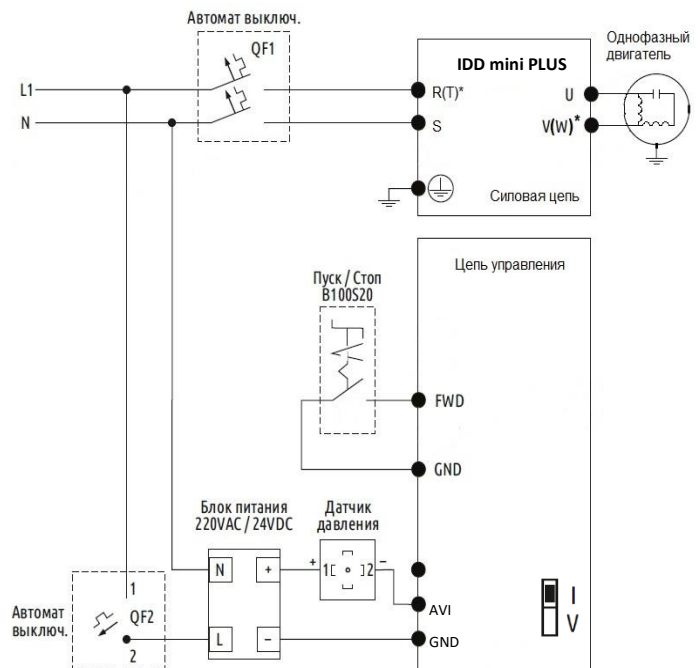 Автомат выключ.
QF1
IDD mini PLUS
Однофазный
двигатель
L1
R(T)*
U
N
S
V(W)*
Силовая цепь
Цепь управления
Пуск / Стоп
B100S20
FWD
GND
Блок питания
220VAC / 24VDC
Датчик
давления
N
+
+
1
2
−
AVI
I
V
1
Автомат
выключ.
QF2
2
L
−
GND